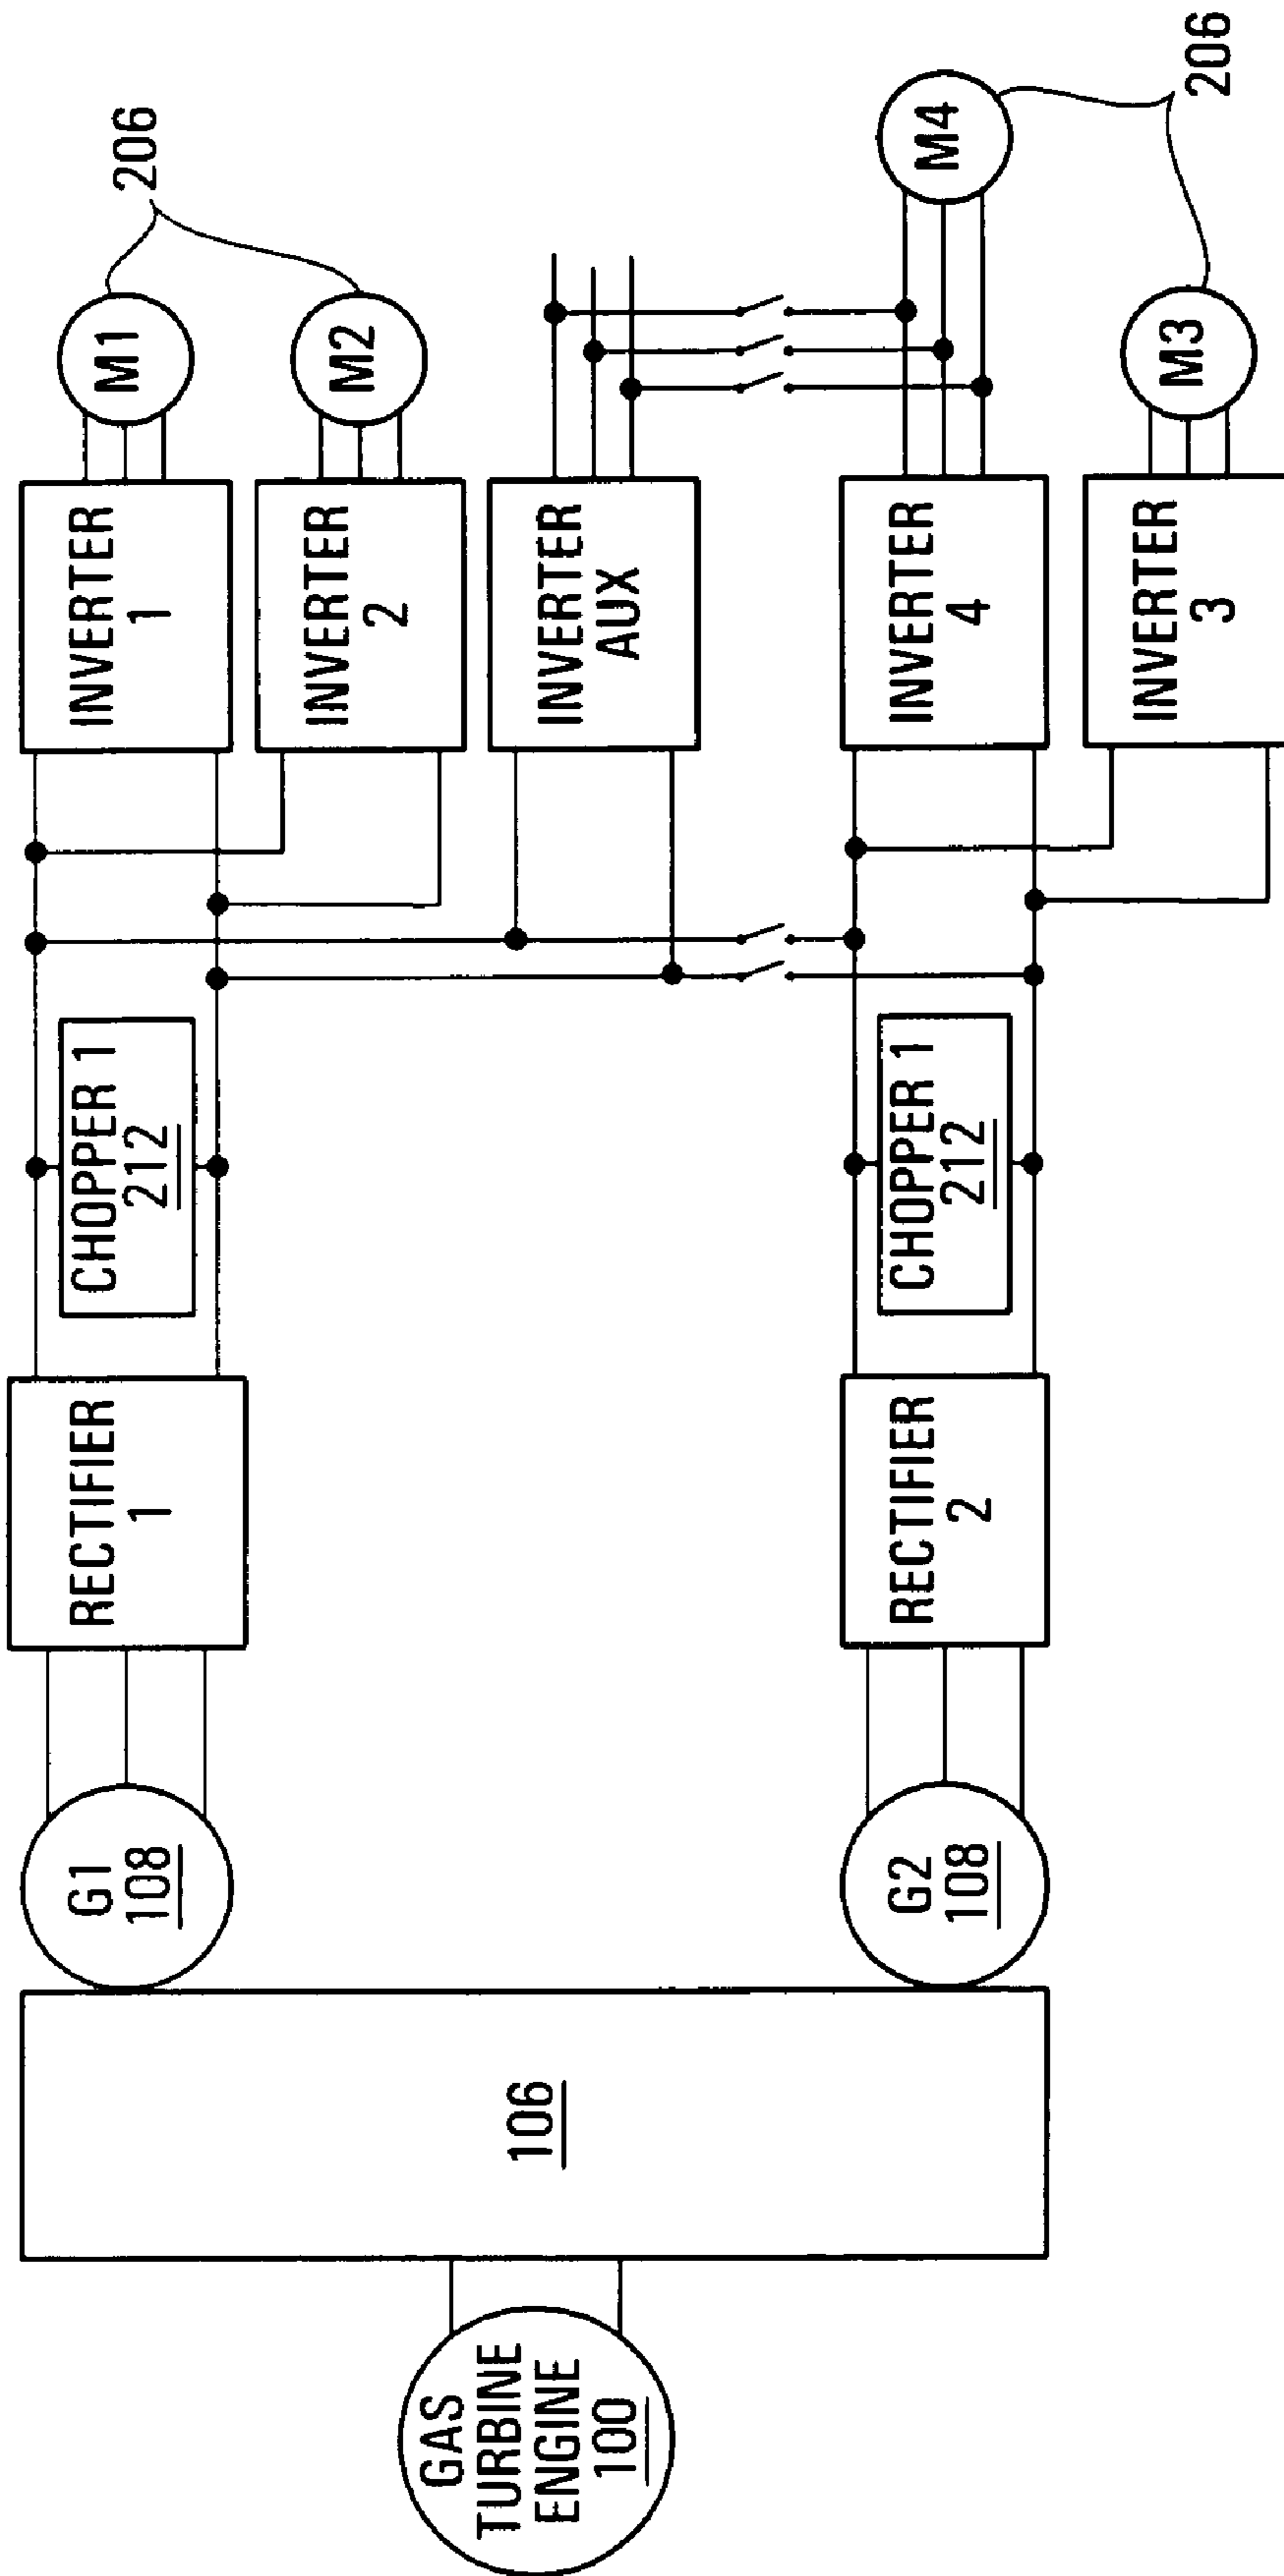 GAS
TURBINE
ENGINE
100
106
G1
108
G2
108
RECTIFIER
1
RECTIFIER
2
CHOPPER 1
212
CHOPPER 1
212
INVERTER
1
INVERTER
2
INVERTER
AUX
INVERTER
4
INVERTER
3
M1
M2
206
M4
M3
206